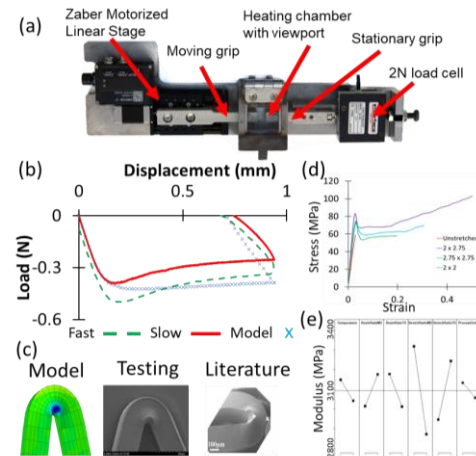 (a)
Zaber Motorized
Linear Stage
Moving grip
Heating chamber
with viewport
Stationary grip
2N load cell
(b)
Displacement (mm)
0
0.5
1
0
-0.3
-0.6
Load (N)
Fast
Slow
Model
X
(c)
Model
Testing
Literature
100μm
(d)
Stress (MPa)
120
100
80
60
40
20
0
0
0.2
0.4
Strain
Unstretched
2 x 2.75
2.75 x 2.75
2 x 2
(e)
Modulus (MPa)
3400
3100
2800
Temperature